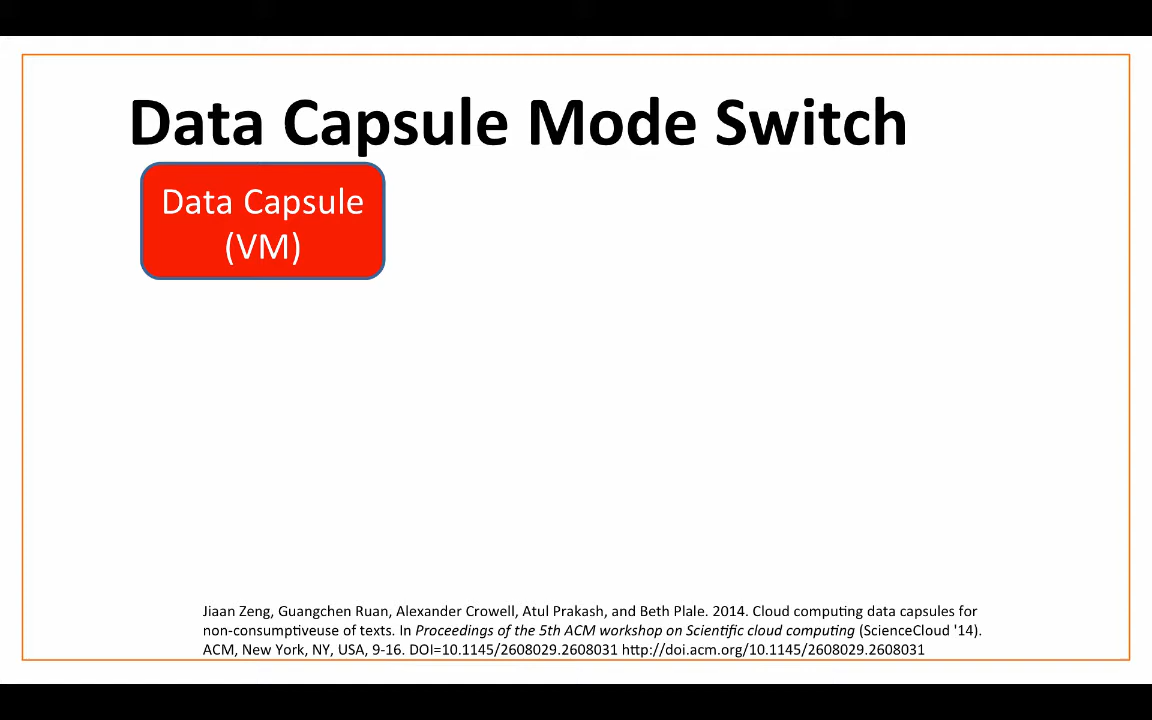 Data Capsule Mode Switch
Data Capsule
(VM)
Jiaan Zeng, Guangchen Ruan, Alexander Crowell, Atul Prakash, and Beth Plale. 2014. Cloud computing data capsules for
non-consumptiveuse of texts. In Proceedings of the 5th ACM workshop on Scientific cloud computing (ScienceCloud '14).
ACM, New York, NY, USA, 9-16. DOI=10.1145/2608029.2608031 http://doi.acm.org/10.1145/2608029.2608031